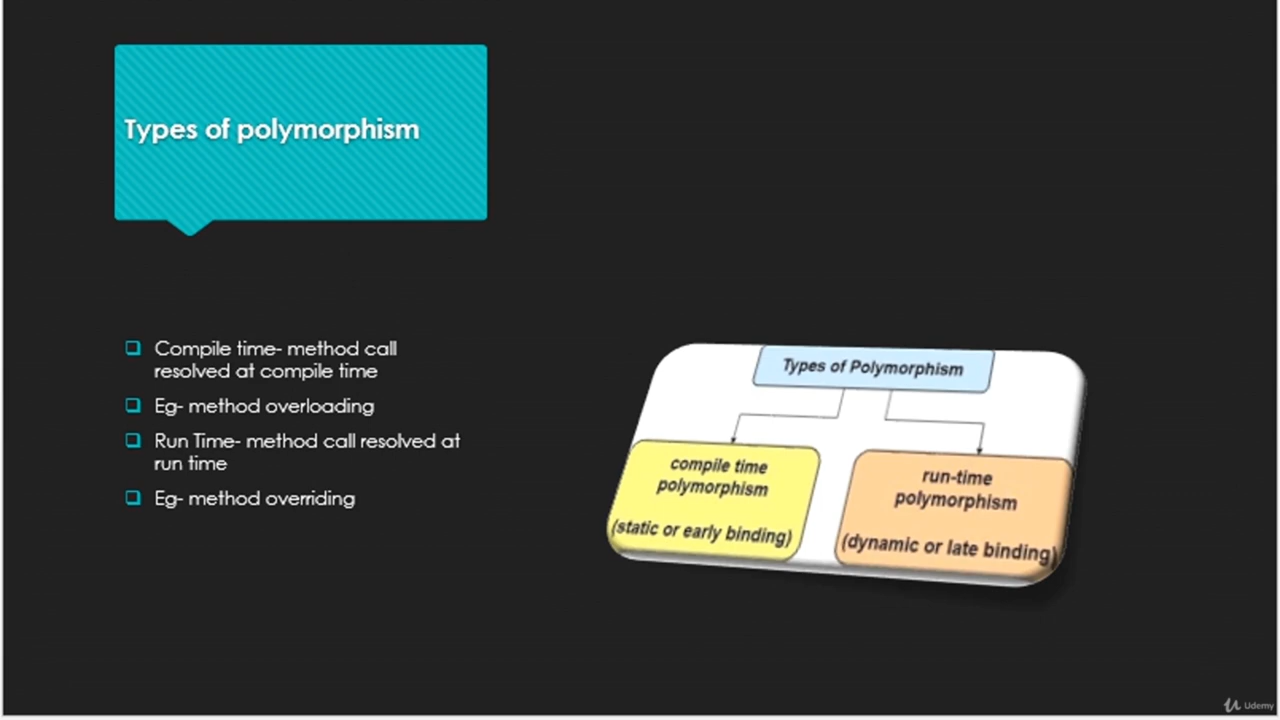 Types of polymorphism
Compile time- method call
resolved at compile time
Eg- method overloading
Run Time- method call resolved at
run time
Eg- method overriding
Types of Polymorphism
compile time
polymorphism
(static or early binding)
run-time
polymorphism
(dynamic or late binding)
Udemy